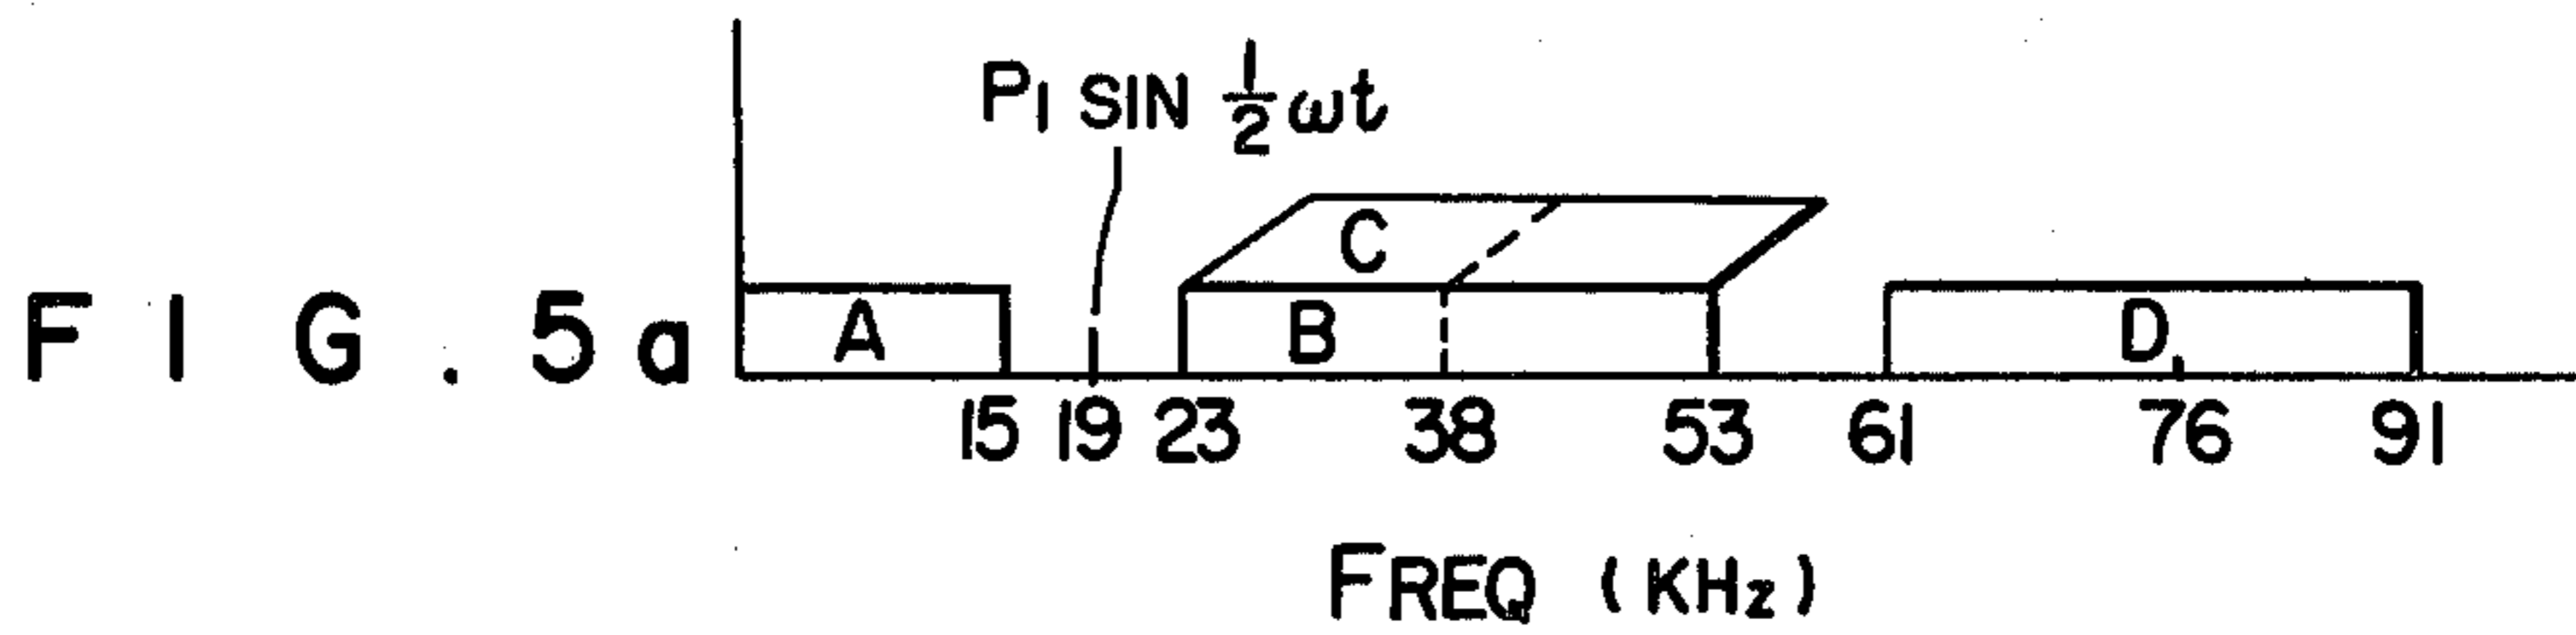 P1 SIN 1/2 ωt
C
FIG. 5a
A
B
D
15 19 23 38 53 61 76 91
FREQ (KHz)